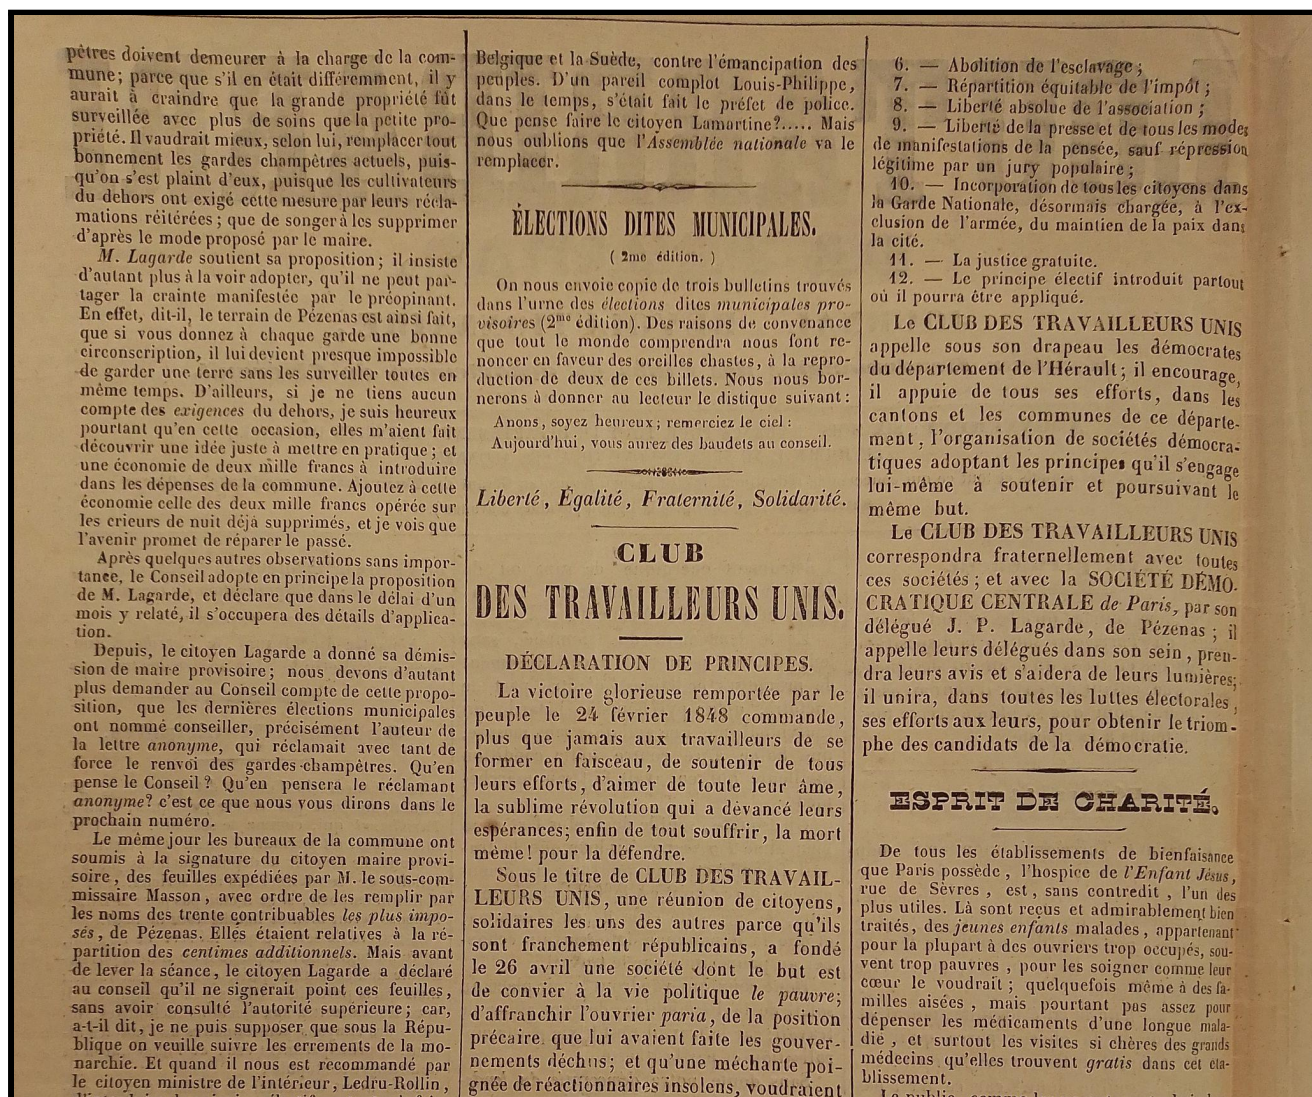 pêtres doivent demeurer à la charge de la com-
mune; parce que s'il en était différemment, il y
aurait à craindre que la grande propriété fût
surveillée avec plus de soins que la petite pro-
priété. Il vaudrait mieux, selon lui, remplacer tout
bonnement les gardes champêtres actuels, puis-
qu'on s'est plaint d'eux, puisque les cultivateurs
du dehors ont exigé cette mesure par leurs récla-
mations réitérées; que de songer à les supprimer
d'après le mode proposé par le maire.
M. Lagarde soutient sa proposition; il insiste
d'autant plus à la voir adopter, qu'il ne peut par-
tager la crainte manifestée par le préopinant.
En effet, dit-il, le terrain de Pézenas est ainsi fait,
que si vous donnez à chaque garde une bonne
circonscription, il lui devient presque impossible
de garder une terre sans les surveiller toutes en
même temps. D'ailleurs, si je ne tiens aucun
compte des exigences du dehors, je suis heureux
pourtant qu'en cette occasion, elles m'aient fait
découvrir une idée juste à mettre en pratique; et
une économie de deux mille francs à introduire
dans les dépenses de la commune. Ajoutez à cette
économie celle des deux mille francs opérée sur
les crieurs de nuit déjà supprimés, et je vois que
l'avenir promet de réparer le passé.
Après quelques autres observations sans impor-
tance, le Conseil adopte en principe la proposition
de M. Lagarde, et déclare que dans le délai d'un
mois y relaté, il s'occupera des détails d'applica-
tion.
Depuis, le citoyen Lagarde a donné sa démis-
sion de maire provisoire; nous devons d'autant
plus demander au Conseil compte de cette propo-
sition, que les dernières élections municipales
ont nommé conseiller, précisément l'auteur de
la lettre anonyme, qui réclamait avec tant de
force le renvoi des gardes-champêtres. Qu'en
pense le Conseil? Qu'en pensera le réclamant
anonyme? c'est ce que nous vous dirons dans le
prochain numéro.
Le même jour les bureaux de la commune ont
soumis à la signature du citoyen maire provi-
soire, des feuilles expédiées par M. le sous-com-
missaire Masson, avec ordre de les remplir par
les noms des trente contribuables les plus impo-
sés, de Pézenas. Elles étaient relatives à la ré-
partition des centimes additionnels. Mais avant
de lever la séance, le citoyen Lagarde a déclaré
au conseil qu'il ne signerait point ces feuilles,
sans avoir consulté l'autorité supérieure; car,
a-t-il dit, je ne puis supposer que sous la Répu-
blique on veuille suivre les errements de la mo-
narchie. Et quand il nous est recommandé par
le citoyen ministre de l'intérieur, Ledru-Rollin,
Belgique et la Suède, contre l'émancipation des
peuples. D'un pareil complot Louis-Philippe,
dans le temps, s'était fait le préfet de police.
Que pense faire le citoyen Lamartine?..... Mais
nous oublions que l'Assemblée nationale va le
remplacer.
ÉLECTIONS DITES MUNICIPALES.
( 2me édition. )
On nous envoie copie de trois bulletins trouvés
dans l'urne des élections dites municipales pro-
visoires (2me édition). Des raisons de convenance
que tout le monde comprendra nous font re-
noncer en faveur des oreilles chastes, à la repro-
duction de deux de ces billets. Nous nous bor-
nerons à donner au lecteur le distique suivant:
Anons, soyez heureux; remerciez le ciel:
Aujourd'hui, vous aurez des baudets au conseil.
Liberté, Égalité, Fraternité, Solidarité.
CLUB
DES TRAVAILLEURS UNIS.
DÉCLARATION DE PRINCIPES.
La victoire glorieuse remportée par le
peuple le 24 février 1848 commande,
plus que jamais aux travailleurs de se
former en faisceau, de soutenir de tous
leurs efforts, d'aimer de toute leur âme,
la sublime révolution qui a devancé leurs
espérances; enfin de tout souffrir, la mort
même! pour la défendre.
Sous le titre de CLUB DES TRAVAIL-
LEURS UNIS, une réunion de citoyens,
solidaires les uns des autres parce qu'ils
sont franchement républicains, a fondé
le 26 avril une société dont le but est
de convier à la vie politique le pauvre;
d'affranchir l'ouvrier paria, de la position
précaire que lui avaient faite les gouver-
nements déchus; et qu'une méchante poi-
gnée de réactionnaires insolens, voudraient
6. — Abolition de l'esclavage;
7. — Répartition équitable de l'impôt;
8. — Liberté absolue de l'association;
9. — Liberté de la presse et de tous les modes
de manifestations de la pensée, sauf répression
légitime par un jury populaire;
10. — Incorporation de tous les citoyens dans
la Garde Nationale, désormais chargée, à l'ex-
clusion de l'armée, du maintien de la paix dans
la cité.
11. — La justice gratuite.
12. — Le principe électif introduit partout
où il pourra être appliqué.
Le CLUB DES TRAVAILLEURS UNIS
appelle sous son drapeau les démocrates
du département de l'Hérault; il encourage,
il appuie de tous ses efforts, dans les
cantons et les communes de ce départe-
ment, l'organisation de sociétés démocra-
tiques adoptant les principes qu'il s'engage
lui-même à soutenir et poursuivant le
même but.
Le CLUB DES TRAVAILLEURS UNIS
correspondra fraternellement avec toutes
ces sociétés; et avec la SOCIÉTÉ DÉMO-
CRATIQUE CENTRALE de Paris, par son
délégué J. P. Lagarde, de Pézenas; il
appelle leurs délégués dans son sein, pren-
dra leurs avis et s'aidera de leurs lumières;
il unira, dans toutes les luttes électorales,
ses efforts aux leurs, pour obtenir le triom-
phe des candidats de la démocratie.
ESPRIT DE CHARITÉ.
De tous les établissements de bienfaisance
que Paris possède, l'hospice de l'Enfant Jésus,
rue de Sèvres, est, sans contredit, l'un des
plus utiles. Là sont reçus et admirablement bien
traités, des jeunes enfants malades, appartenant
pour la plupart à des ouvriers trop occupés, sou-
vent trop pauvres, pour les soigner comme leur
cœur le voudrait; quelquefois même à des fa-
milles aisées, mais pourtant pas assez pour
dépenser les médicaments d'une longue mala-
die, et surtout les visites si chères des grands
médecins qu'elles trouvent gratis dans cet éta-
blissement.